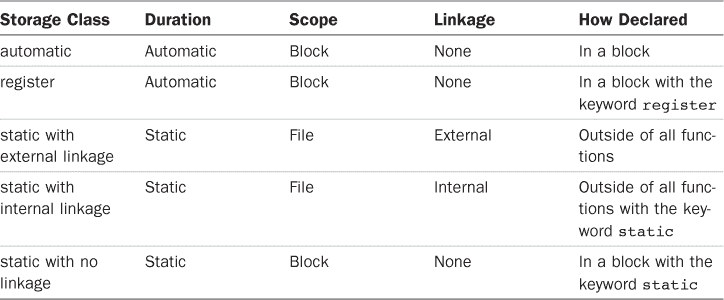 Storage Class Duration Scope Linkage How Declared
automatic Automatic Block None In a block
register Automatic Block None In a block with the
keyword register
static with Static File External Outside of all func-
external linkage tions
static with Static File Internal Outside of all func-
internal linkage tions with the key-
word static
static with no Static Block None In a block with the
linkage keyword static